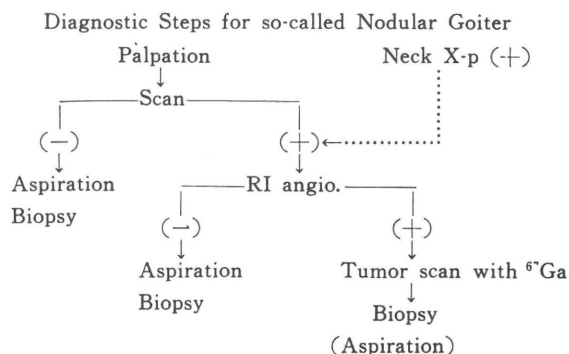 Diagnostic Steps for so-called Nodular Goiter
Palpation Neck X-p (+)
Scan
(−) (+)
Aspiration RI angio.
Biopsy
(−) (+)
Aspiration Tumor scan with ⁶⁷Ga
Biopsy
Biopsy
(Aspiration)